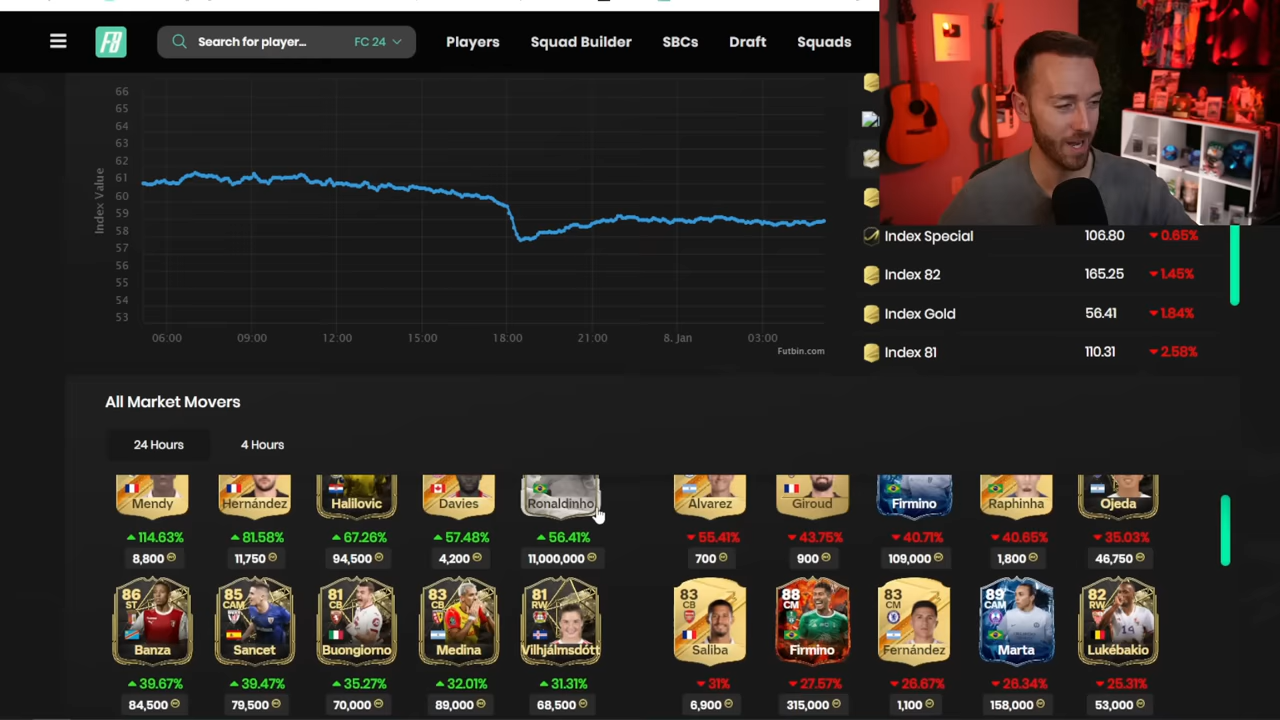 FB Search for player... FC 24 Players Squad Builder SBCs Draft Squads
66
65
64
63
62
61
60
59
58
57
56
55
54
53
Index Value
06:00 09:00 12:00 15:00 18:00 21:00 8. Jan 03:00
Futbin.com
Index Special 106.80 0.65%
Index 82 165.25 1.45%
Index Gold 56.41 1.84%
Index 81 110.31 2.58%
All Market Movers
24 Hours 4 Hours
Mendy Hernández Halilovic Davies Ronaldinho Álvarez Giroud Firmino Raphinha Ojeda
114.63% 81.58% 67.26% 57.48% 56.41% 55.41% 43.75% 40.71% 40.65% 35.03%
8,800 11,750 94,500 4,200 11,000,000 700 900 109,000 1,800 46,750
86 85 81 83 81 83 88 83 89 82
ST CAM CB CB RW CB CM CM CAM RW
Banza Sancet Buongiorno Medina Vilhjálmsdótt Saliba Firmino Fernández Marta Lukébakio
39.67% 39.47% 35.27% 32.01% 31.31% 31% 27.57% 26.67% 26.34% 25.31%
84,500 79,500 70,000 89,000 68,500 6,900 315,000 1,100 158,000 53,000